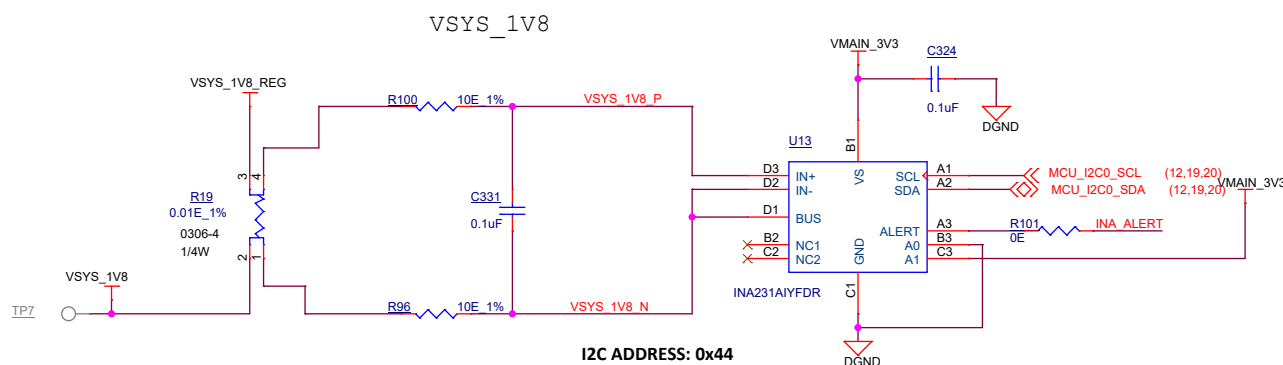 VSYS_1V8
VMAIN_3V3
C324
0.1uF
DGND
VSYS_1V8_REG
R100
10E_1%
VSYS_1V8_P
U13
B1
3
4
R19
0.01E_1%
0306-4
1/4W
2
1
C331
0.1uF
D3
IN+
VS
SCL
A1
MCU_I2C0_SCL (12,19,20)
D2
IN-
SDA
A2
MCU_I2C0_SDA (12,19,20)
VMAIN_3V3
D1
BUS
ALERT
A3
R101
0E
INA_ALERT
B2
NC1
GND
A0
B3
C2
NC2
A1
C3
VSYS_1V8
TP7
R96
10E_1%
VSYS_1V8_N
INA231AIYFDR
C1
I2C ADDRESS: 0x44
DGND